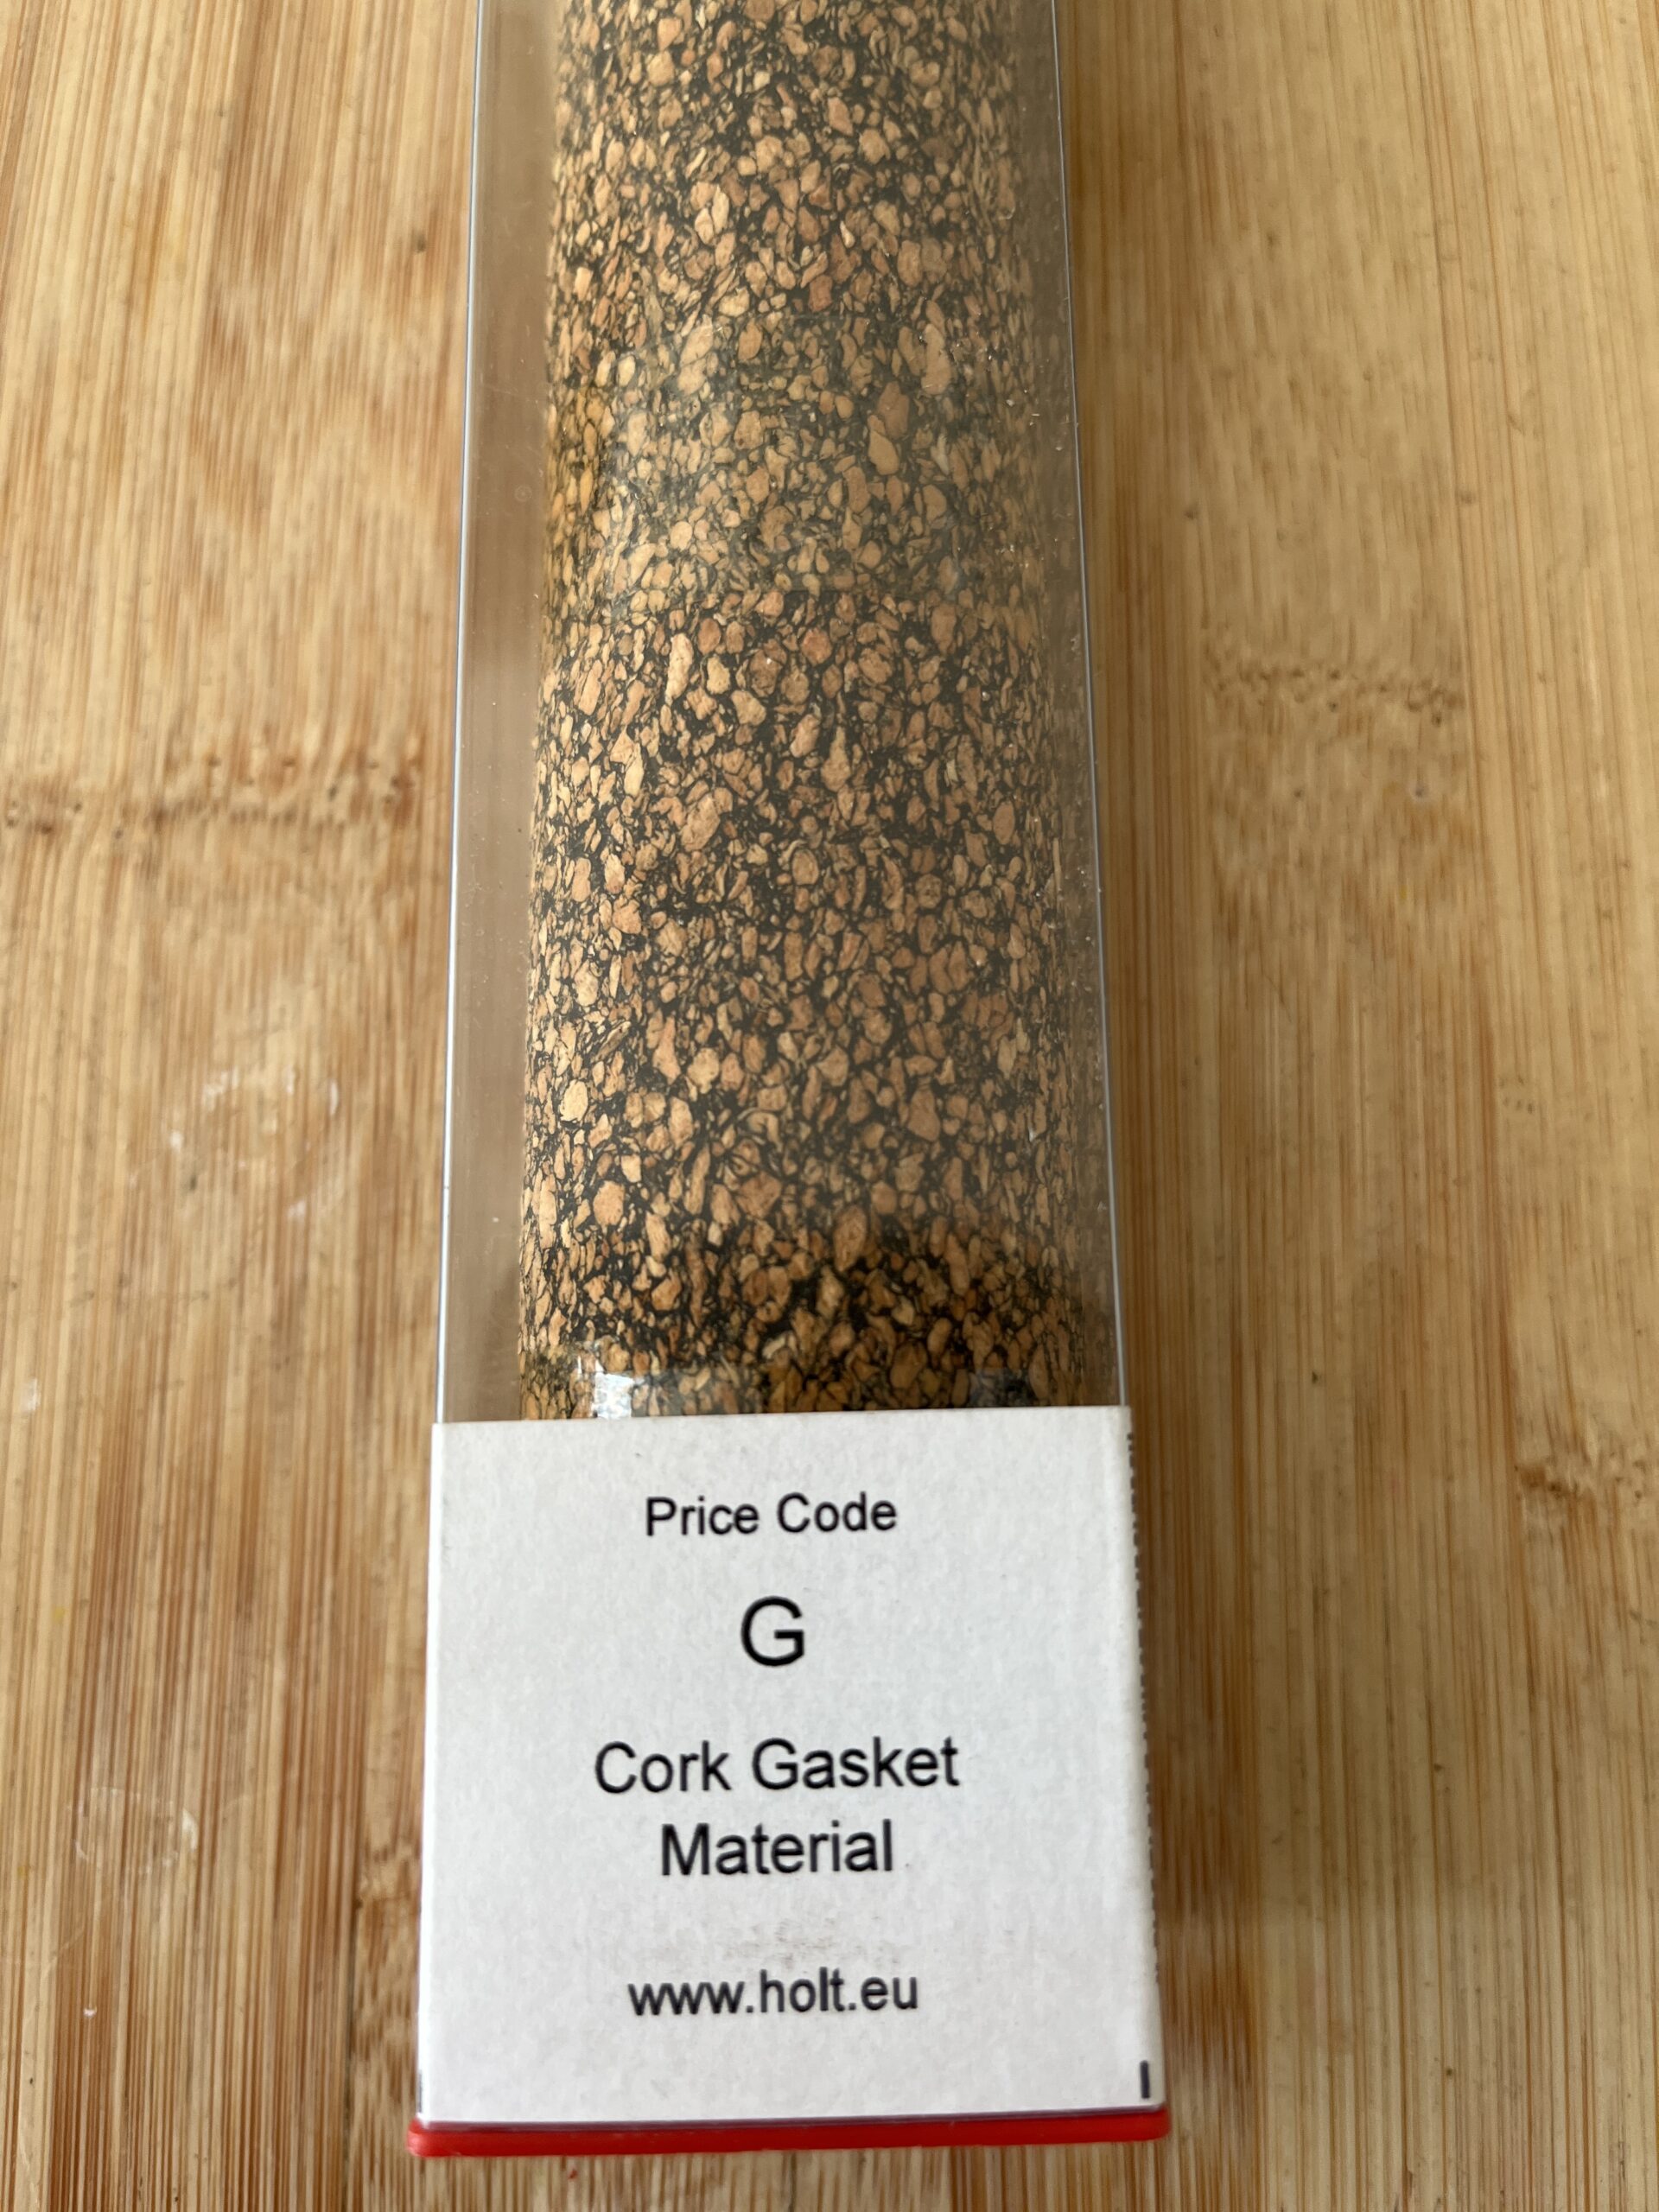 Price Code
G
Cork Gasket
Material
www.holt.eu